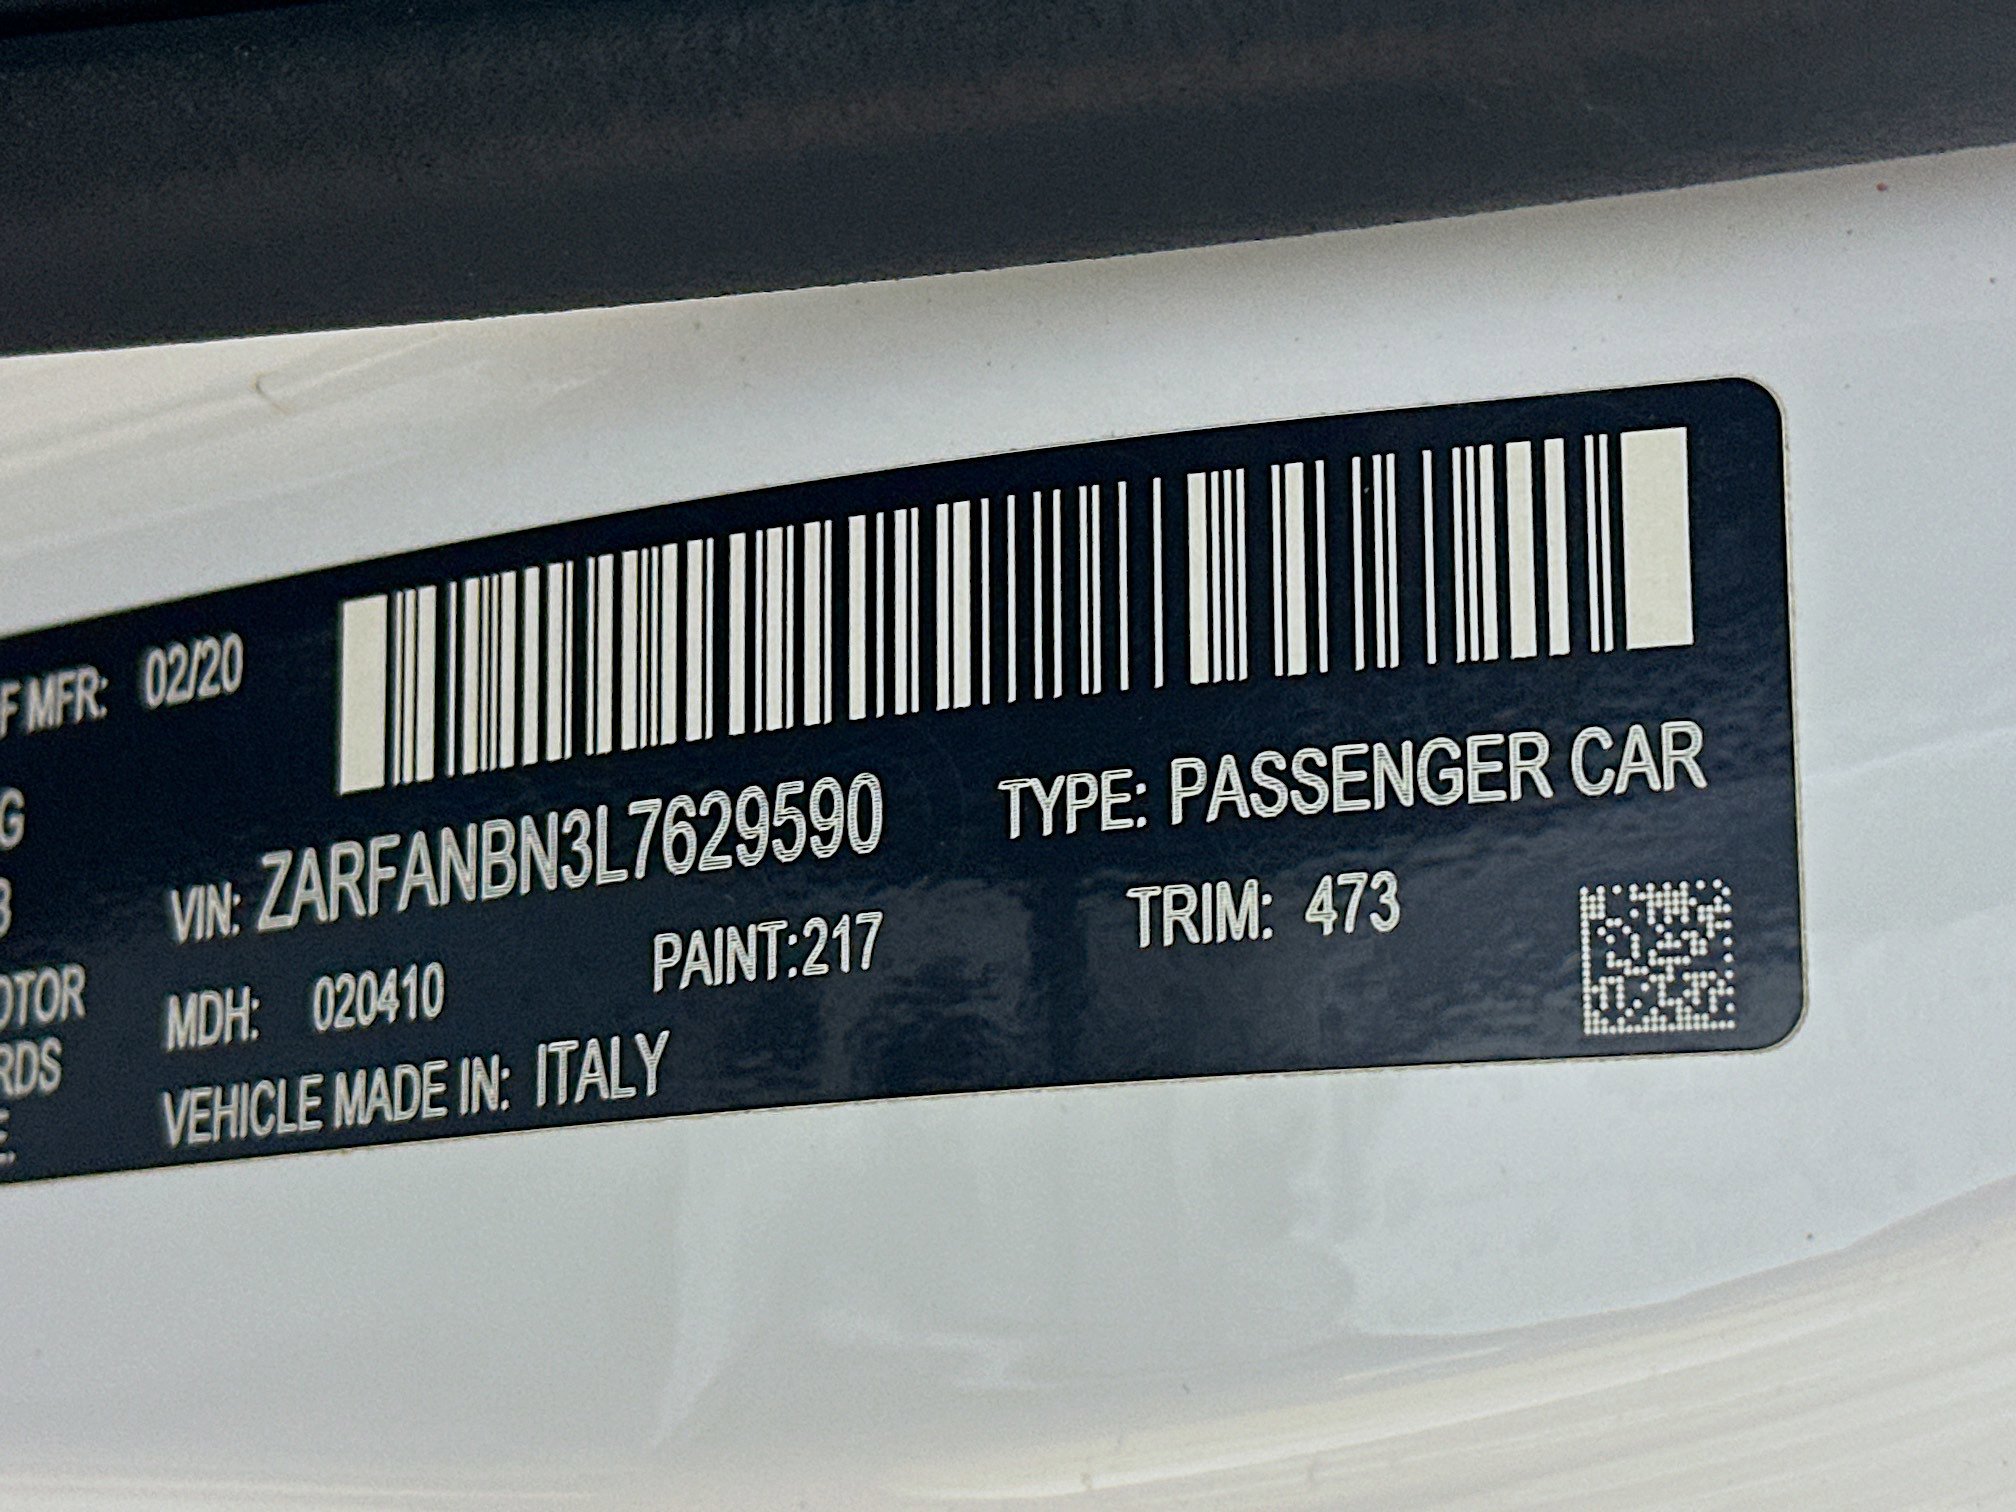 F MFR: 02/20
G
VIN: ZARFANBN3L7629590 TYPE: PASSENGER CAR
MDH: 020410 PAINT:217 TRIM: 473
OTOR
VEHICLE MADE IN: ITALY
RDS